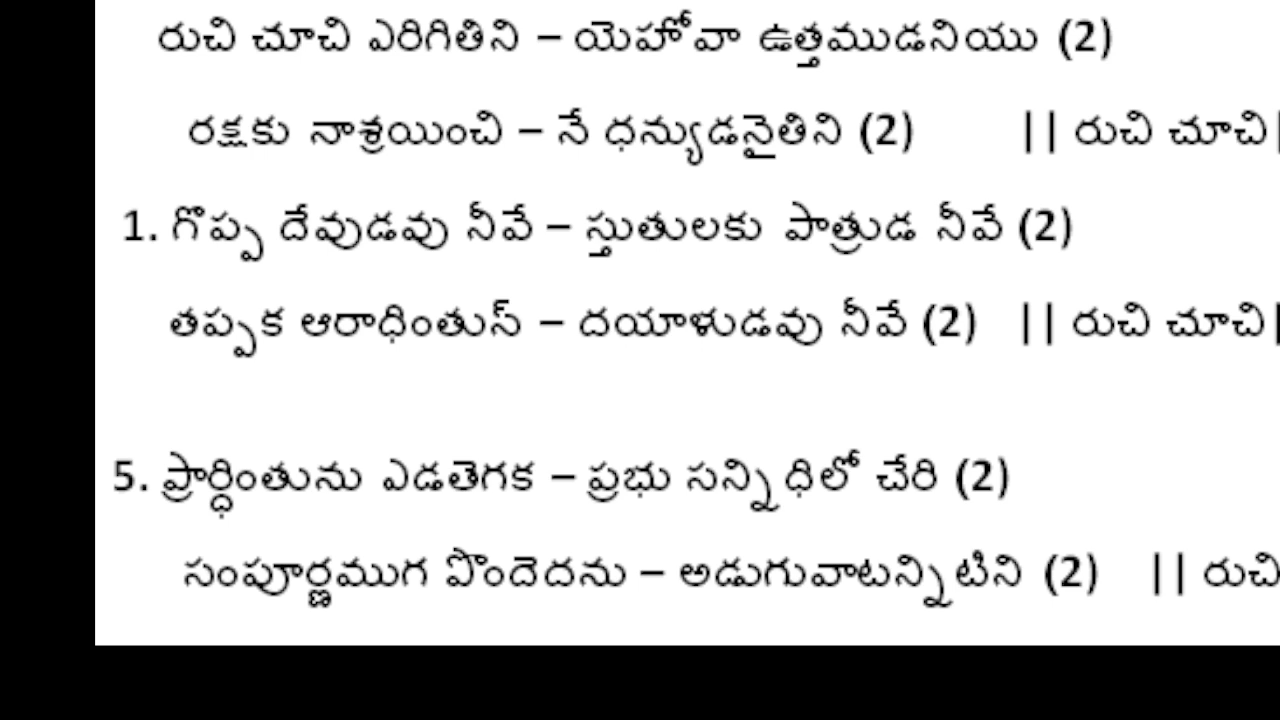 రుచి చూచి ఎరిగితిని – యెహోవా ఉత్తముడనియు (2)
రక్షకు నాశ్రయించి – నే ధన్యుడనైతిని (2) || రుచి చూచి|
1. గొప్ప దేవుడవు నీవే – స్తుతులకు పాత్రుడ నీవే (2)
తప్పక ఆరాధింతుస్ – దయాళుడవు నీవే (2) || రుచి చూచి|
5. ప్రార్ధింతును ఎడతెగక – ప్రభు సన్నిధిలో చేరి (2)
సంపూర్ణముగ పొందెదను – అడుగువాటన్నిటిని (2) || రుచి